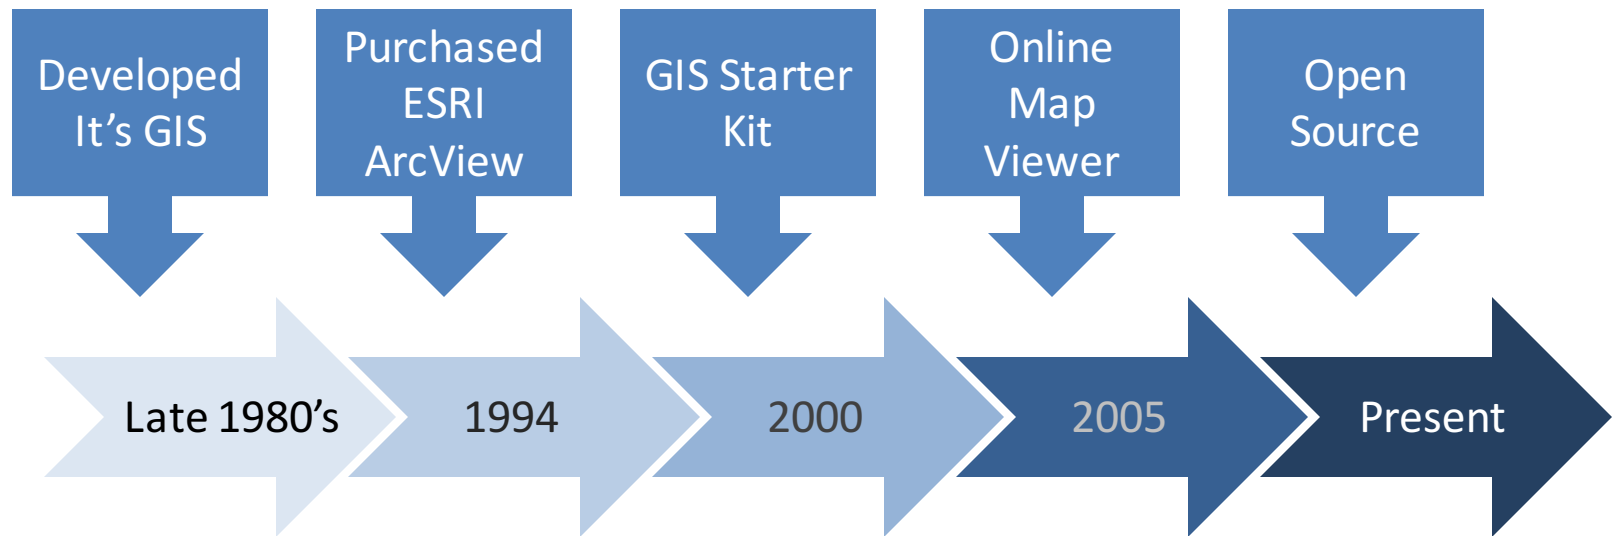 Developed
It’s GIS
Purchased
ESRI
ArcView
GIS Starter
Kit
Online
Map
Viewer
Open
Source
Late 1980’s
1994
2000
2005
Present